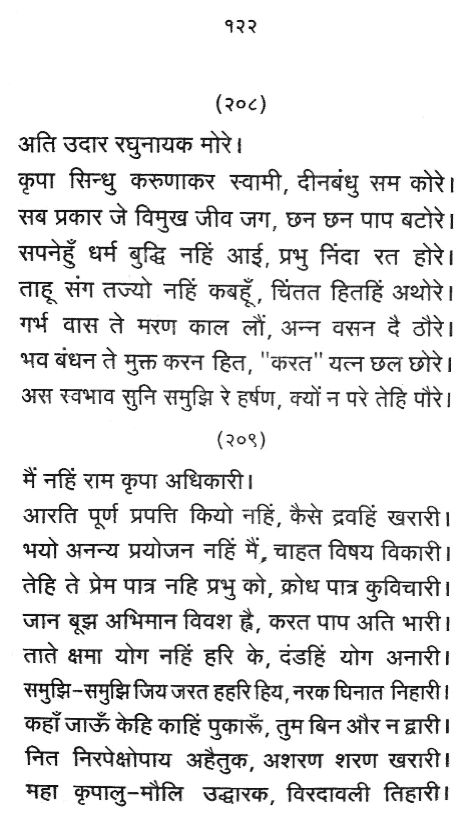 १२२
(२०८)
अति उदार रघुनायक मोरे।
कृपा सिन्धु करुणाकर स्वामी, दीनबंधु सम कोरे।
सब प्रकार जे विमुख जीव जग, छन छन पाप बटोरे।
सपनेहुँ धर्म बुद्धि नहिं आई, प्रभु निंदा रत होरे।
ताहू संग तज्यो नहिं कबहूँ, चिंतत हितहिं अथोरे।
गर्भ वास ते मरण काल लौं, अन्न वसन दै ठौरे।
भव बंधन ते मुक्त करन हित, "करत" यत्न छल छोरे।
अस स्वभाव सुनि समुझि रे हर्षण, क्यों न परे तेहि पौरे।
(२०९)
मैं नहिं राम कृपा अधिकारी।
आरति पूर्ण प्रपत्ति कियो नहिं, कैसे द्रवहिं खरारी।
भयो अनन्य प्रयोजन नहिं मैं, चाहत विषय विकारी।
तेहि ते प्रेम पात्र नहि प्रभु को, क्रोध पात्र कुविचारी।
जान बूझ अभिमान विवश ह्वै, करत पाप अति भारी।
ताते क्षमा योग नहिं हरि के, दंडहिं योग अनारी।
समुझि-समुझि जिय जरत हहरि हिय, नरक घिनात निहारी।
कहाँ जाऊँ केहि काहिं पुकारूँ, तुम बिन और न द्वारी।
नित निरपेक्षोपाय अहैतुक, अशरण शरण खरारी।
महा कृपालु-मौलि उद्धारक, विरदावली तिहारी।